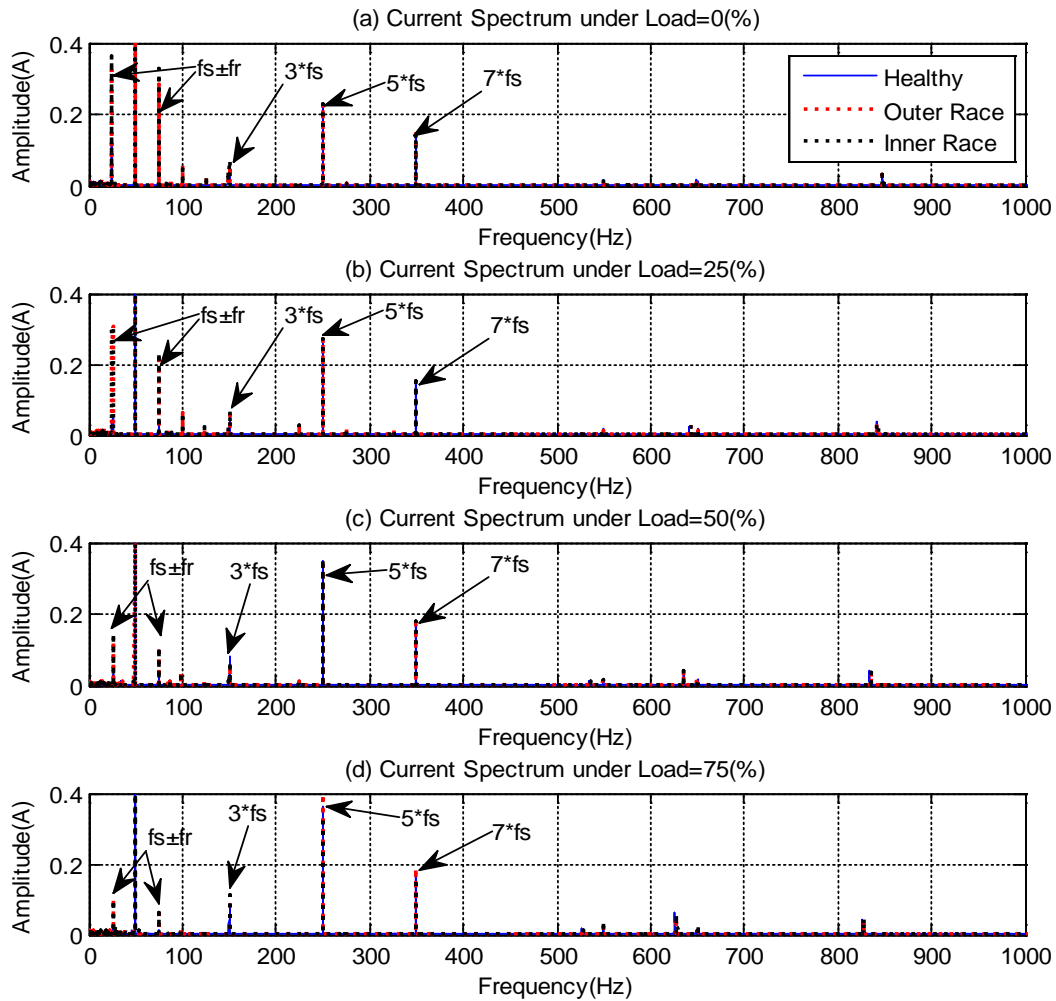 (a) Current Spectrum under Load=0(%)
Amplitude(A)
0.4
0.2
0
fs±fr
3*fs
5*fs
7*fs
Healthy
Outer Race
Inner Race
0 100 200 300 400 500 600 700 800 900 1000
Frequency(Hz)
(b) Current Spectrum under Load=25(%)
Amplitude(A)
0.4
0.2
0
fs±fr
3*fs
5*fs
7*fs
0 100 200 300 400 500 600 700 800 900 1000
Frequency(Hz)
(c) Current Spectrum under Load=50(%)
Amplitude(A)
0.4
0.2
0
fs±fr
3*fs
5*fs
7*fs
0 100 200 300 400 500 600 700 800 900 1000
Frequency(Hz)
(d) Current Spectrum under Load=75(%)
Amplitude(A)
0.4
0.2
0
fs±fr
3*fs
5*fs
7*fs
0 100 200 300 400 500 600 700 800 900 1000
Frequency(Hz)